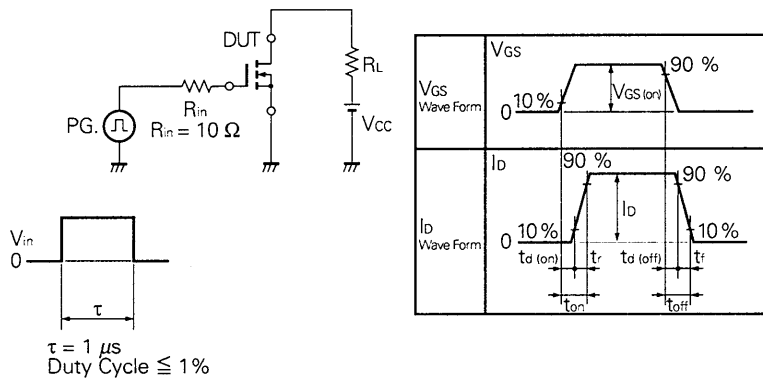 DUT
RL
Rin
PG.
Rin = 10 Ω
VCC
Vin
0
τ
τ = 1 μs
Duty Cycle ≦ 1%
VGS
Wave Form
VGS
90 %
10 %
VGS (on)
0
ID
Wave Form
ID
90 %
90 %
ID
10 %
0
10 %
td (on)
tr
td (off)
tf
ton
toff